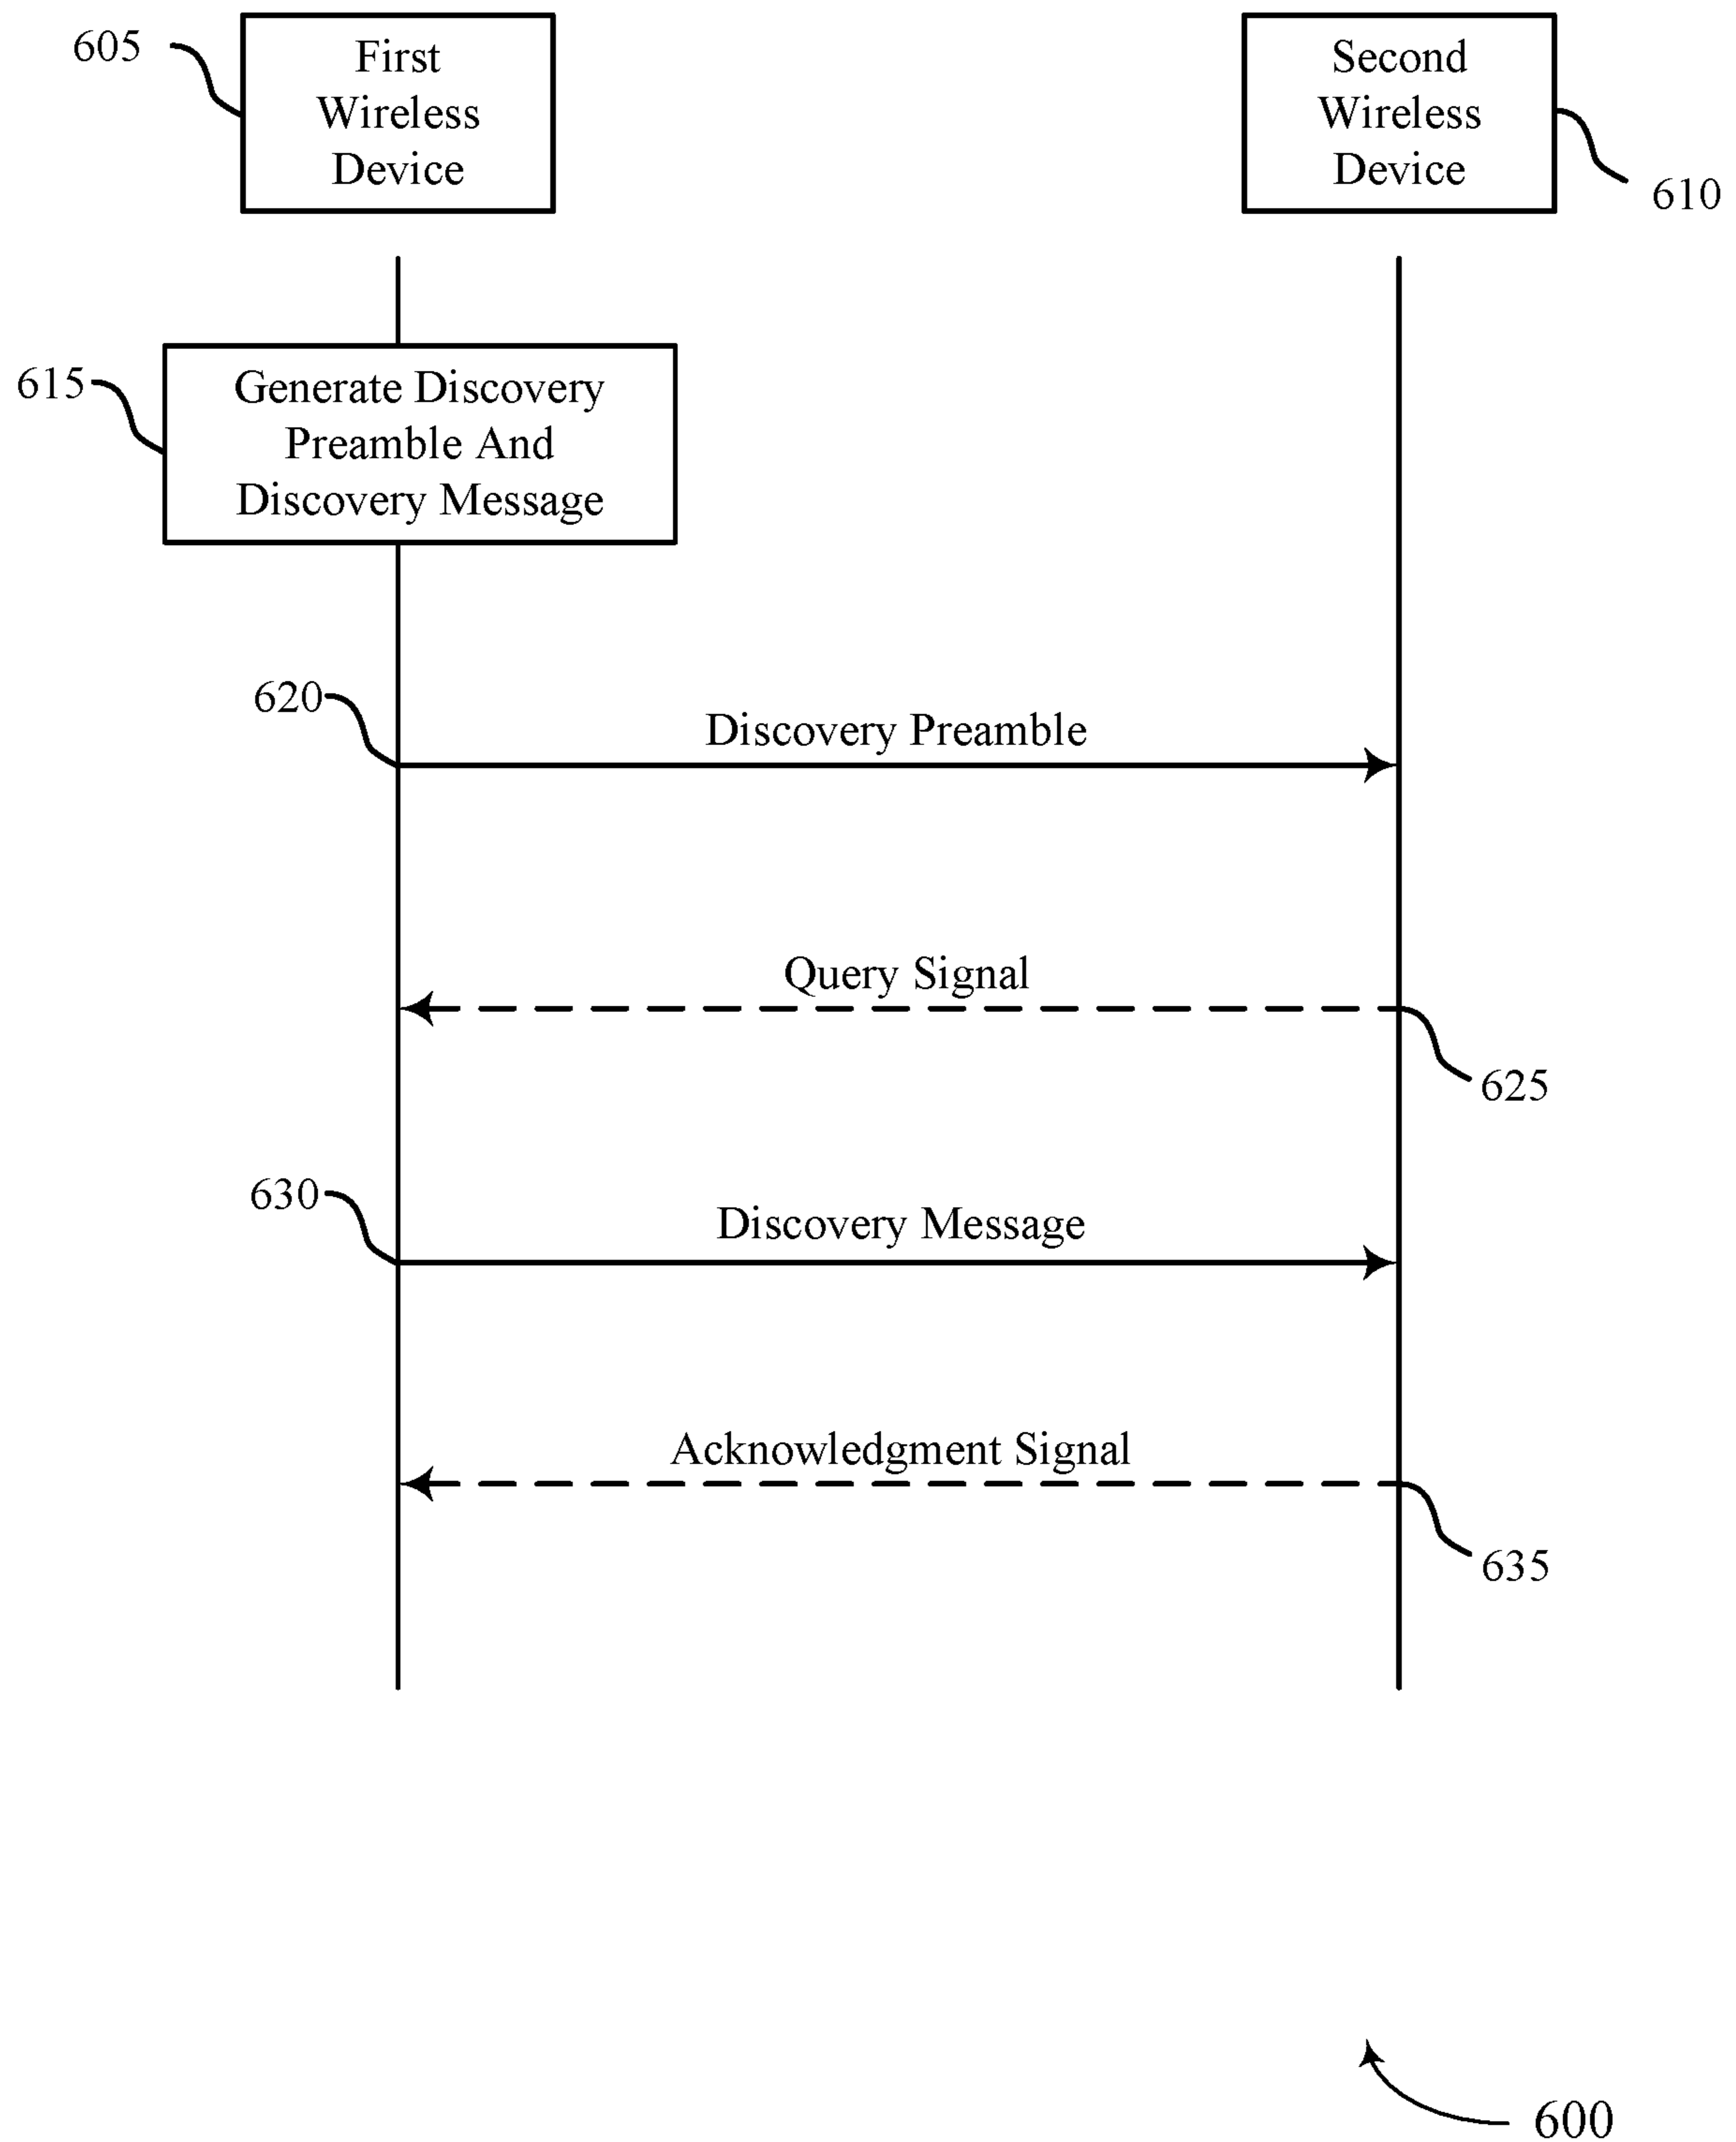 605
First
Wireless
Device
Second
Wireless
Device
610
615
Generate Discovery
Preamble And
Discovery Message
620
Discovery Preamble
Query Signal
625
630
Discovery Message
Acknowledgment Signal
635
600